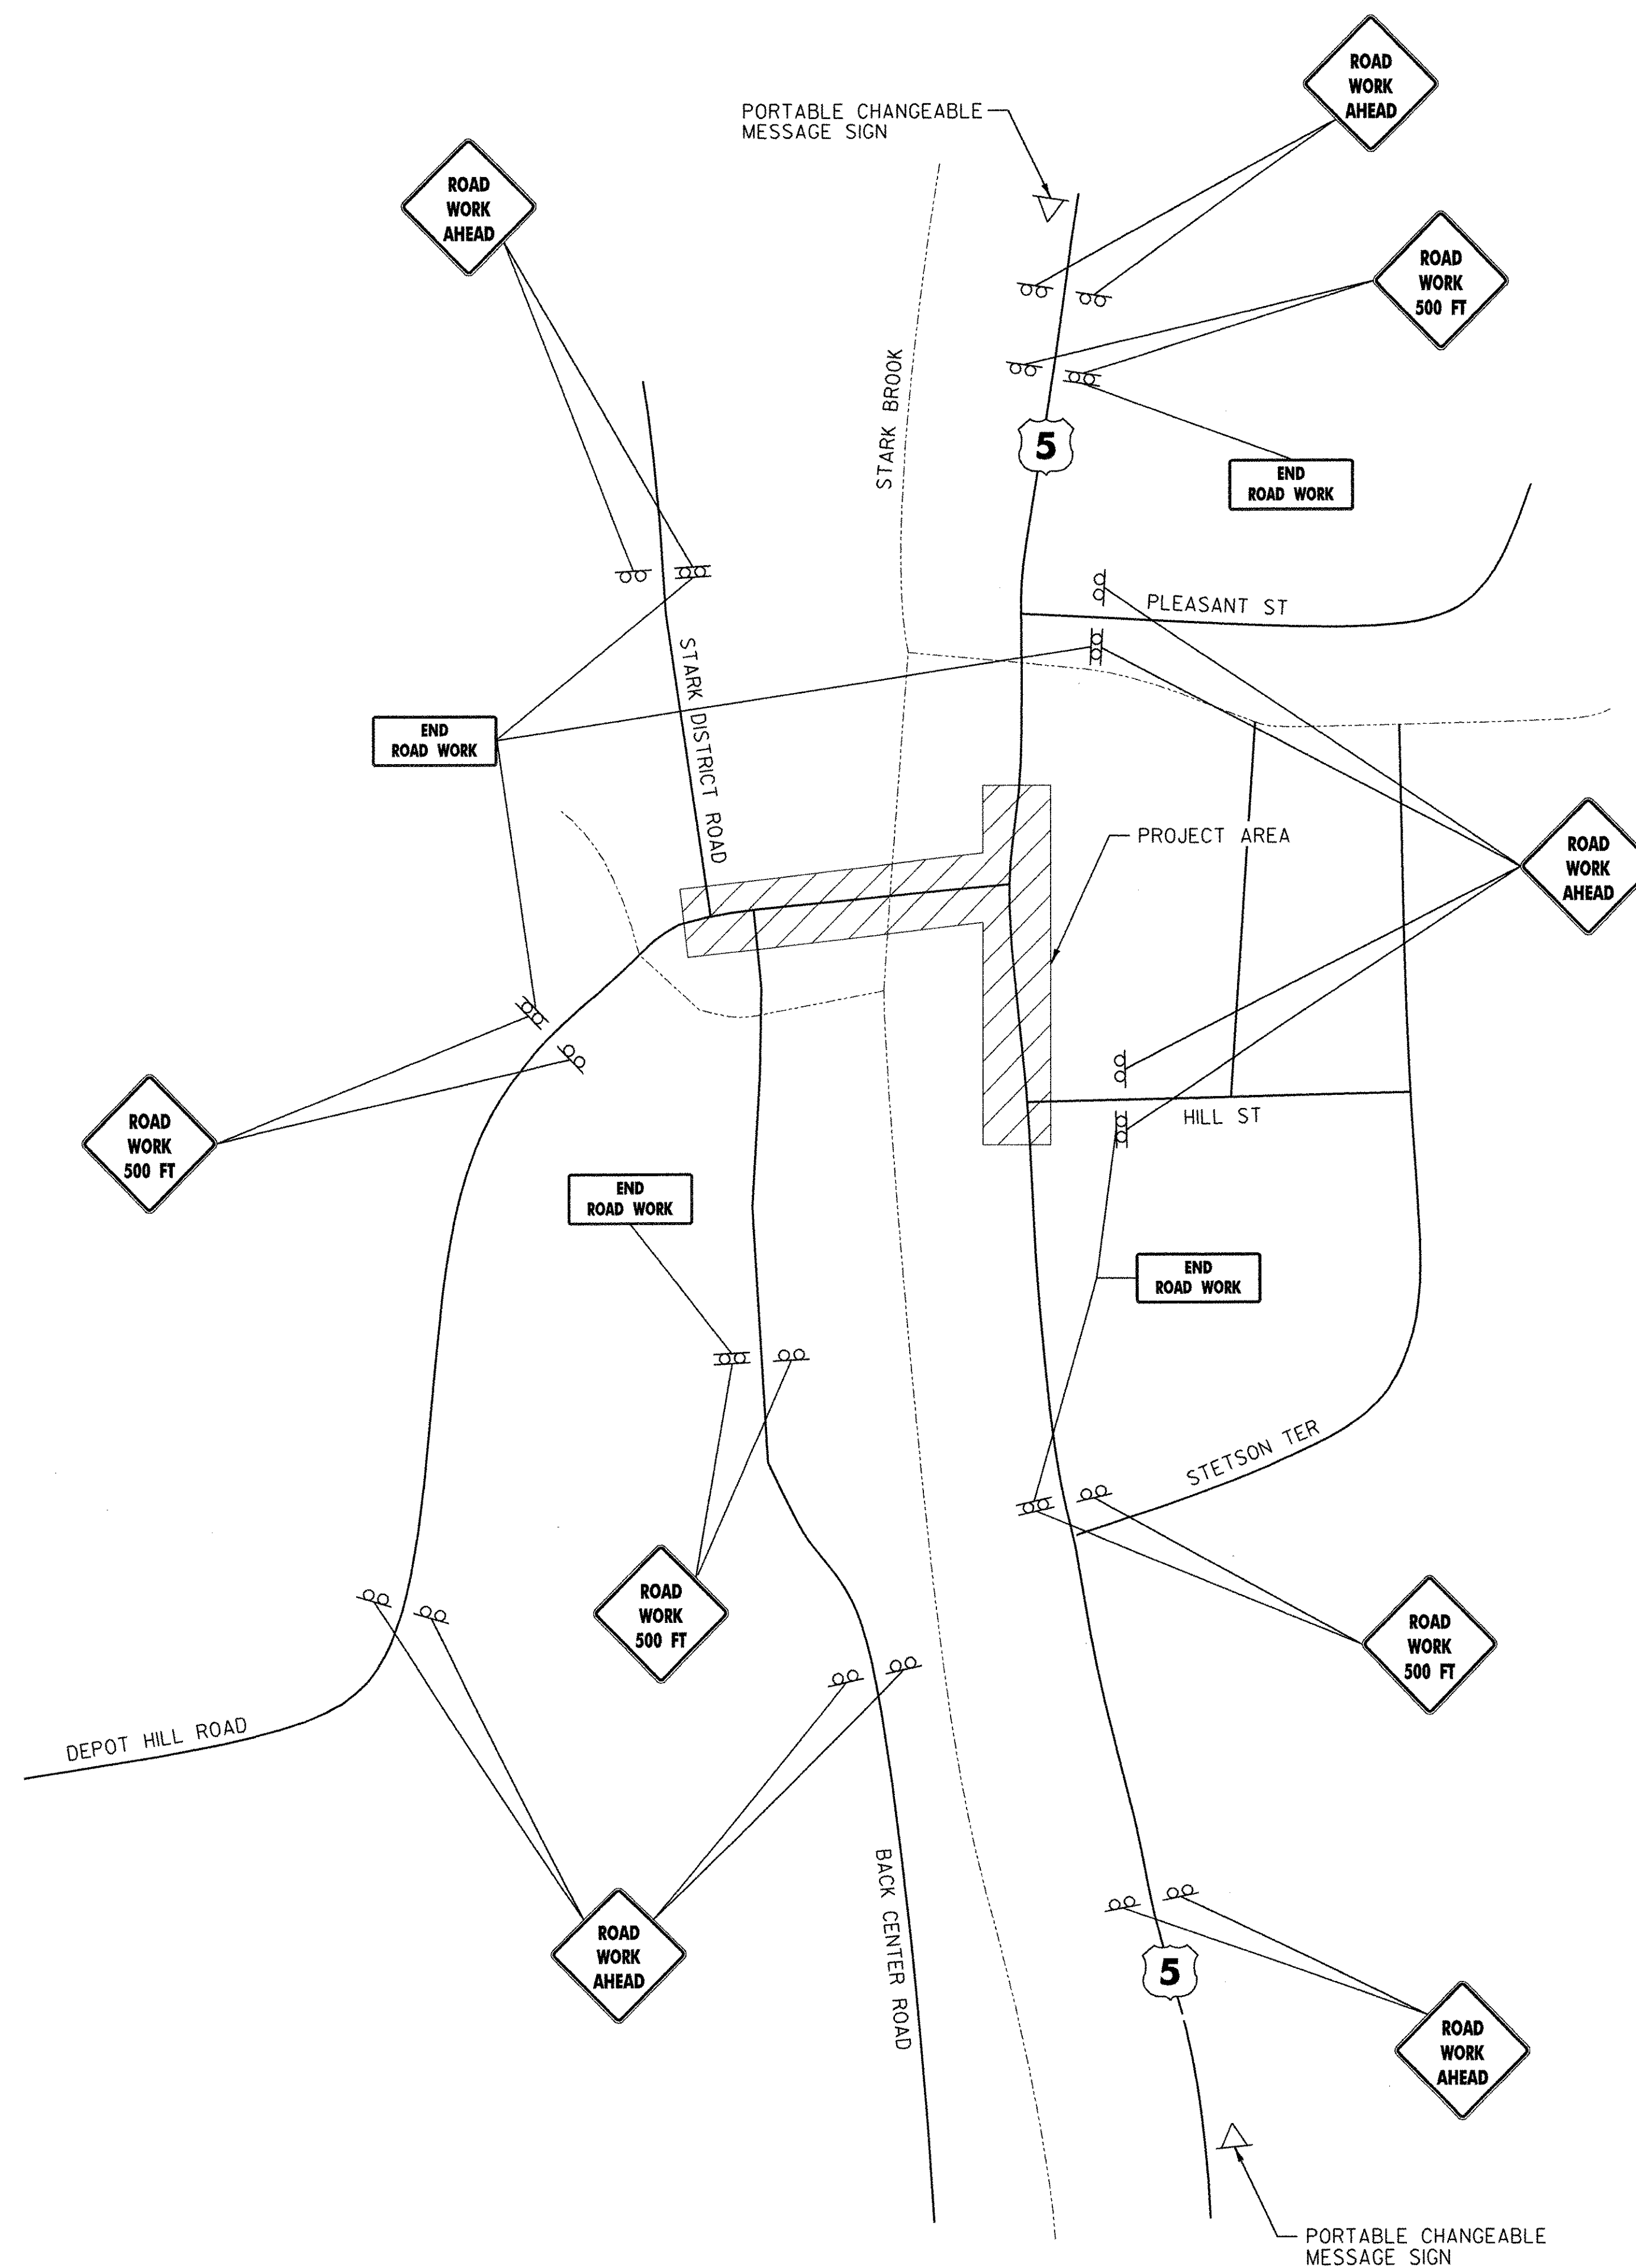 ROAD
WORK
AHEAD
PORTABLE CHANGEABLE
MESSAGE SIGN
ROAD
WORK
AHEAD
ROAD
WORK
500 FT
STARK BROOK
5
END
ROAD WORK
PLEASANT ST
STARK DISTRICT ROAD
END
ROAD WORK
PROJECT AREA
ROAD
WORK
AHEAD
ROAD
WORK
500 FT
HILL ST
END
ROAD WORK
END
ROAD WORK
STETSON TER
ROAD
WORK
500 FT
ROAD
WORK
500 FT
DEPOT HILL ROAD
BACK CENTER ROAD
ROAD
WORK
AHEAD
5
ROAD
WORK
AHEAD
PORTABLE CHANGEABLE
MESSAGE SIGN